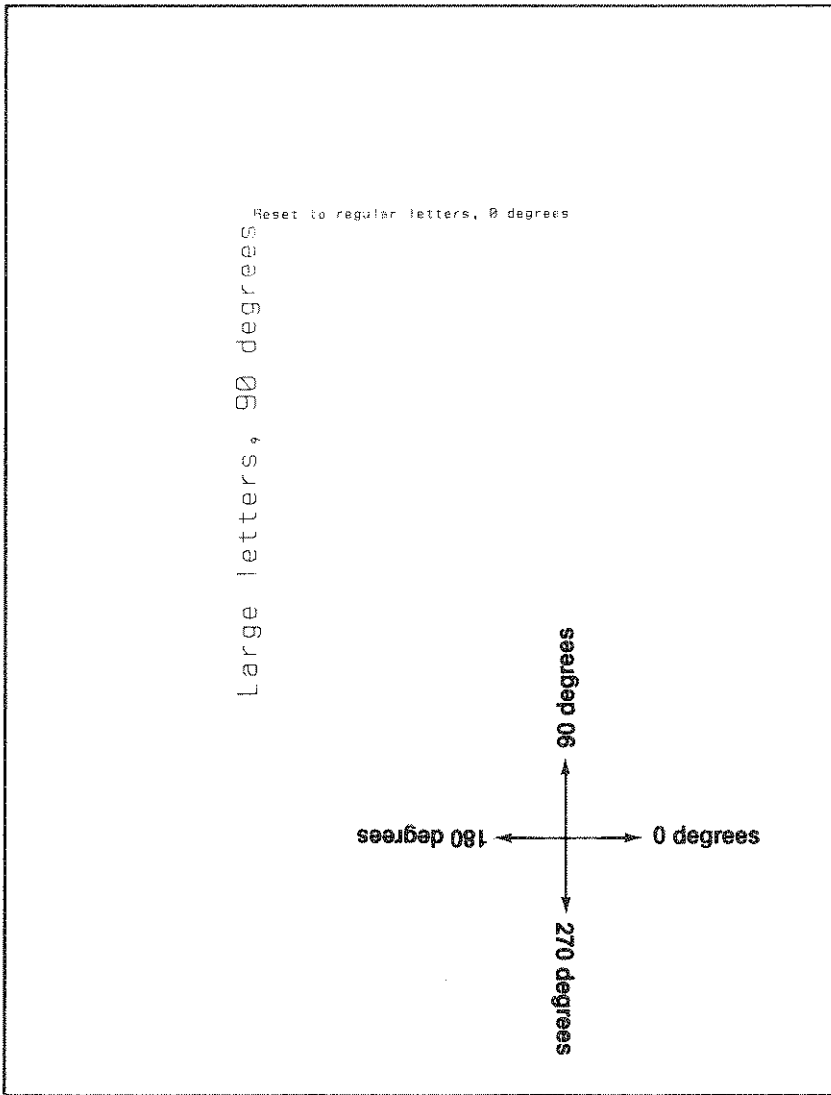 Reset to regular letters, 0 degrees
Large letters, 90 degrees
90 degrees
180 degrees
0 degrees
270 degrees